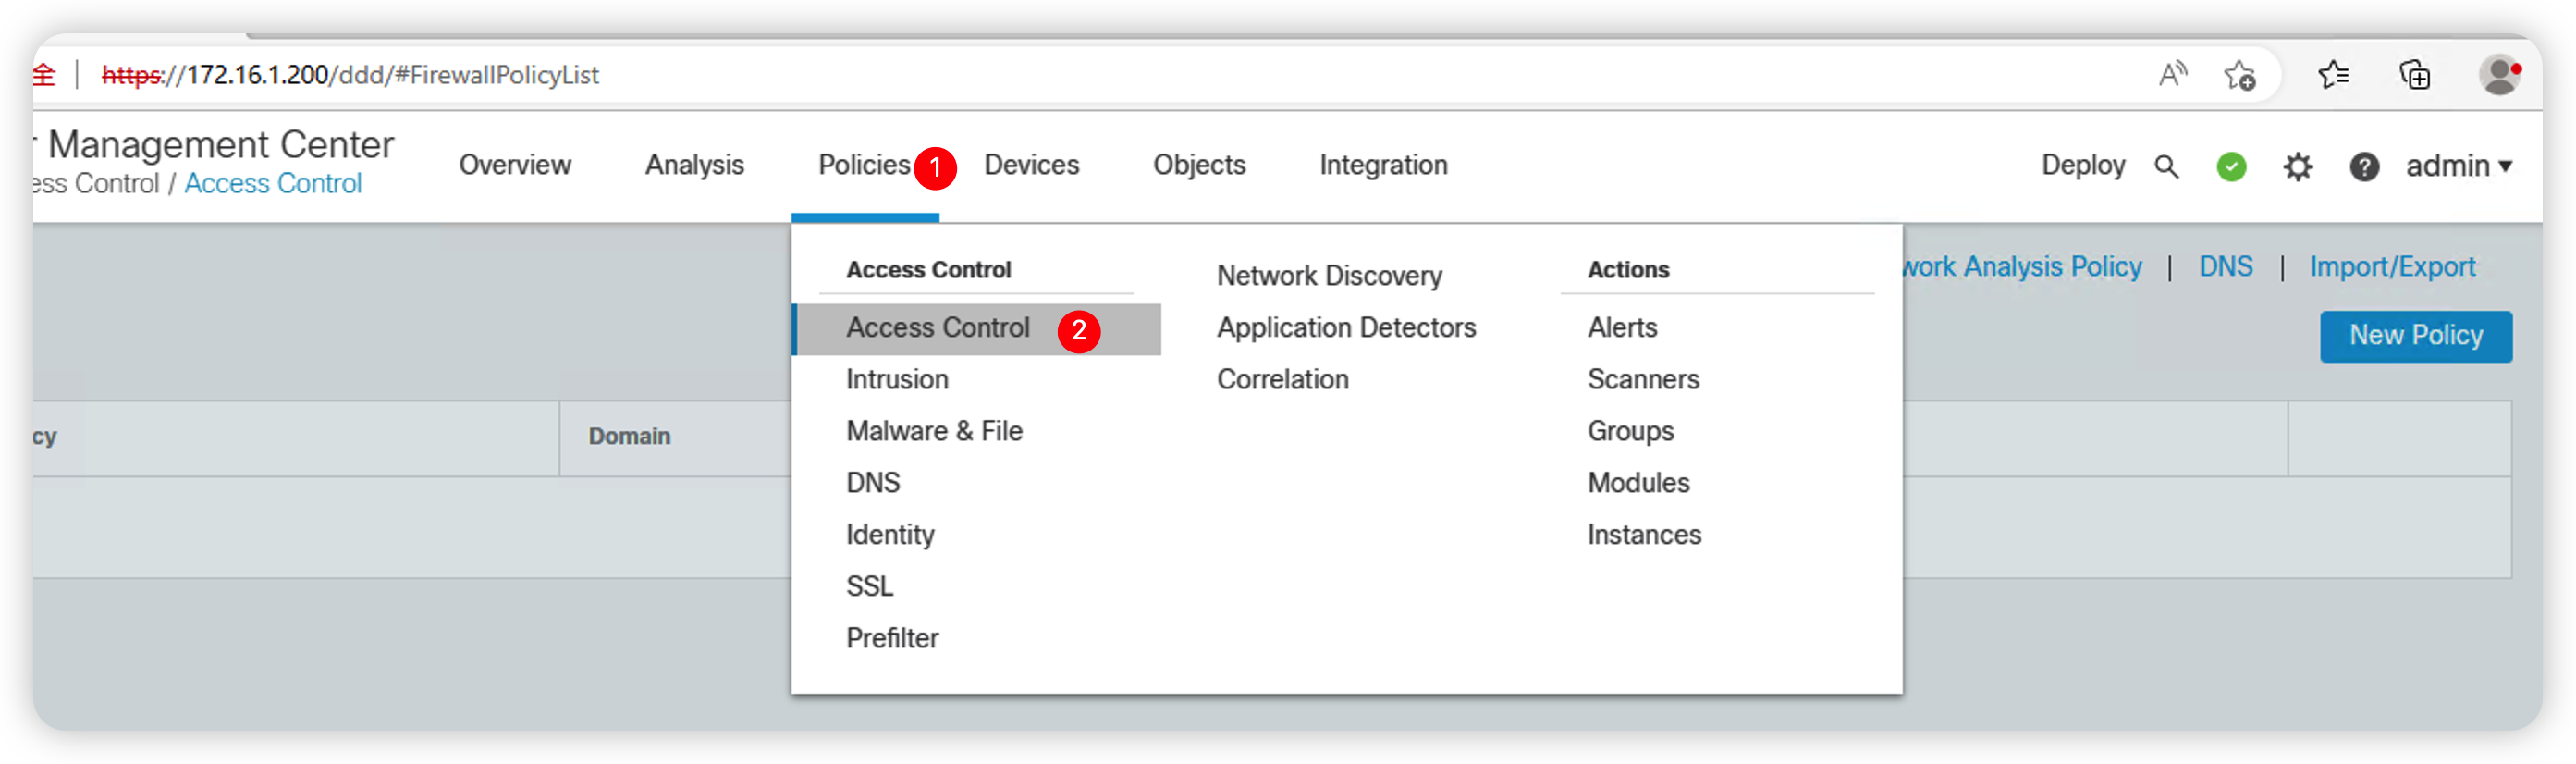 全 | https://172.16.1.200/ddd/#FirewallPolicyList
r Management Center
ess Control / Access Control
Overview Analysis Policies 1 Devices Objects Integration Deploy admin
Access Control
Access Control 2
Intrusion
Malware & File
DNS
Identity
SSL
Prefilter
Network Discovery
Application Detectors
Correlation
Actions
Alerts
Scanners
Groups
Modules
Instances
work Analysis Policy | DNS | Import/Export
New Policy
cy Domain